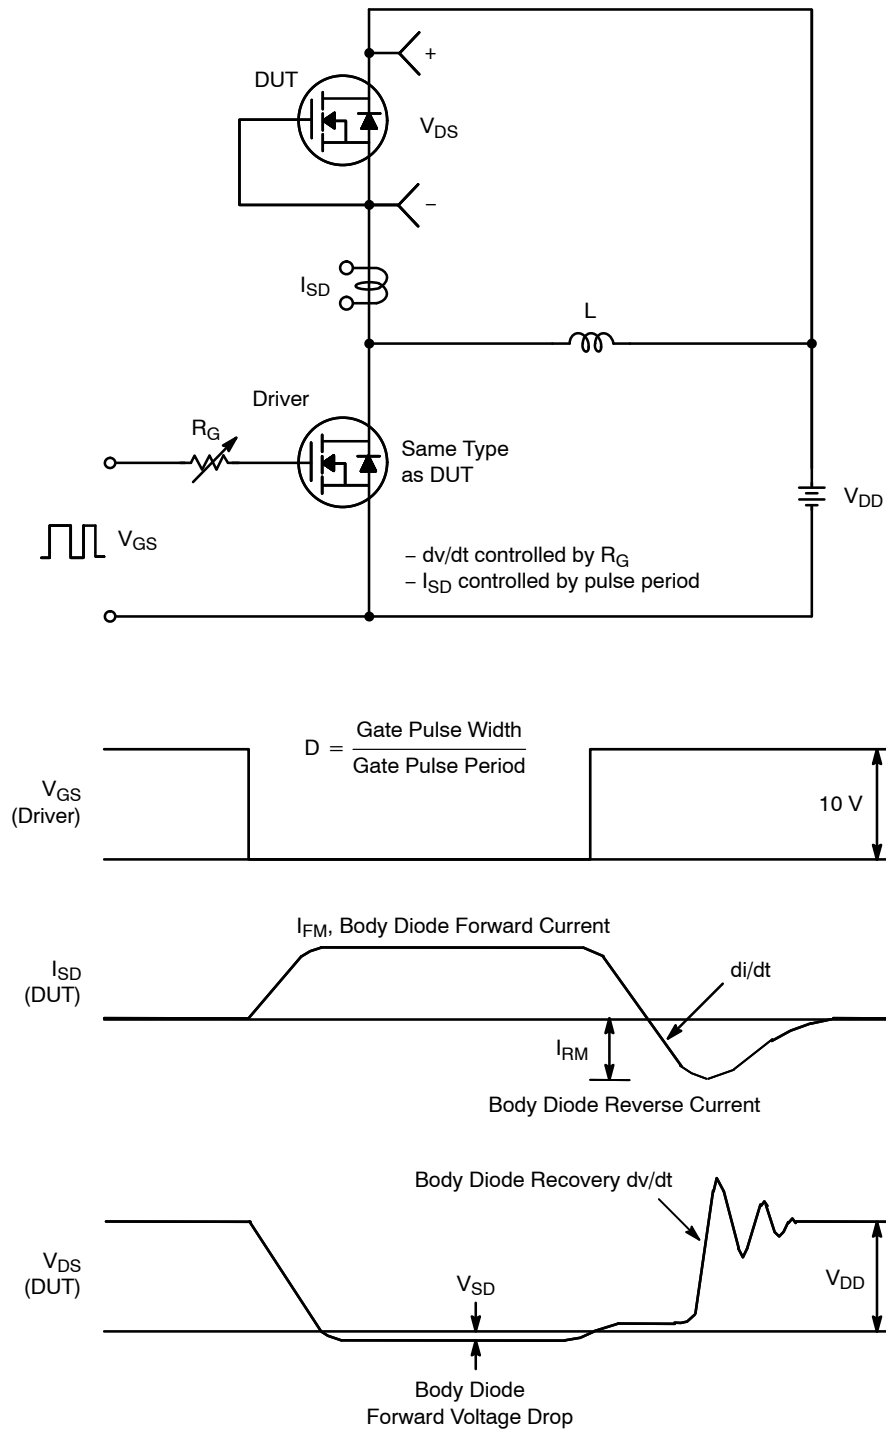 +
DUT
V_DS
−
I_SD
L
Driver
R_G
Same Type
as DUT
V_DD
V_GS
− dv/dt controlled by R_G
− I_SD controlled by pulse period
D = Gate Pulse Width
Gate Pulse Period
V_GS
(Driver)
10 V
I_FM, Body Diode Forward Current
I_SD
(DUT)
di/dt
I_RM
Body Diode Reverse Current
Body Diode Recovery dv/dt
V_DS
(DUT)
V_SD
V_DD
Body Diode
Forward Voltage Drop